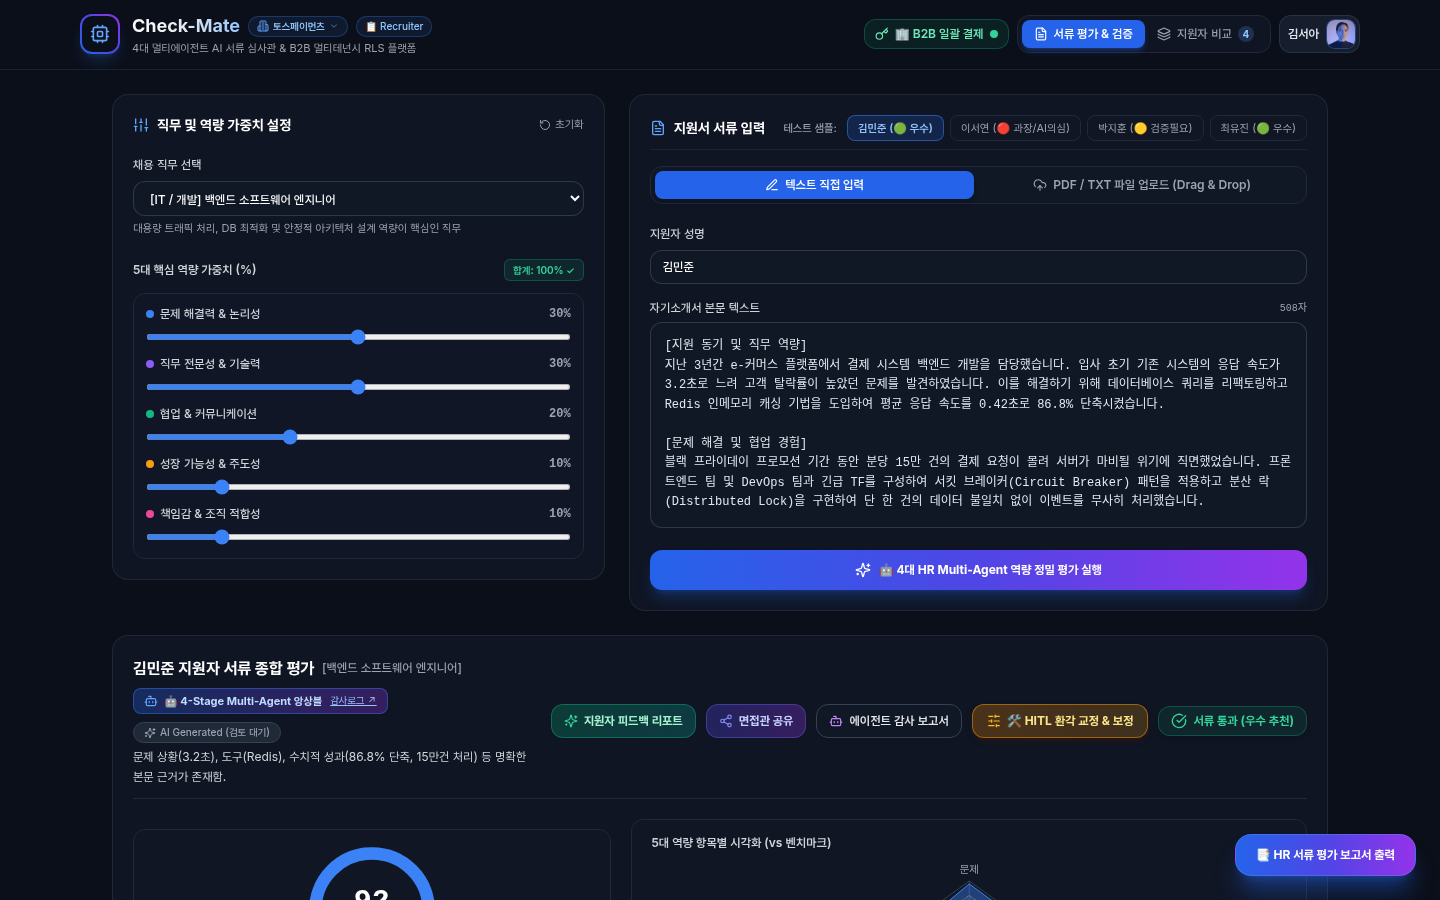 Check-Mate 토스페이먼츠 📋 Recruiter
4대 멀티에이전트 AI 서류 심사관 & B2B 멀티테넌시 RLS 플랫폼
🏢 B2B 일괄 결제
서류 평가 & 검증
지원자 비교 4
김서아
직무 및 역량 가중치 설정
초기화
채용 직무 선택
[IT / 개발] 백엔드 소프트웨어 엔지니어
대용량 트래픽 처리, DB 최적화 및 안정적 아키텍처 설계 역량이 핵심인 직무
5대 핵심 역량 가중치 (%)
합계: 100% ✓
문제 해결력 & 논리성 30%
직무 전문성 & 기술력 30%
협업 & 커뮤니케이션 20%
성장 가능성 & 주도성 10%
책임감 & 조직 적합성 10%
지원서 서류 입력
테스트 샘플:
김민준 (🟢 우수)
이서연 (🔴 과장/AI의심)
박지훈 (🟡 검증필요)
최유진 (🟢 우수)
텍스트 직접 입력
PDF / TXT 파일 업로드 (Drag & Drop)
지원자 성명
김민준
자기소개서 본문 텍스트
508자
[지원 동기 및 직무 역량]
지난 3년간 e-커머스 플랫폼에서 결제 시스템 백엔드 개발을 담당했습니다. 입사 초기 기존 시스템의 응답 속도가
3.2초로 느려 고객 탈락률이 높았던 문제를 발견하였습니다. 이를 해결하기 위해 데이터베이스 쿼리를 리팩토링하고
Redis 인메모리 캐싱 기법을 도입하여 평균 응답 속도를 0.42초로 86.8% 단축시켰습니다.
[문제 해결 및 협업 경험]
블랙 프라이데이 프로모션 기간 동안 분당 15만 건의 결제 요청이 몰려 서버가 마비될 위기에 직면했었습니다. 프론
트엔드 팀 및 DevOps 팀과 긴급 TF를 구성하여 서킷 브레이커(Circuit Breaker) 패턴을 적용하고 분산 락
(Distributed Lock)을 구현하여 단 한 건의 데이터 불일치 없이 이벤트를 무사히 처리했습니다.
🤖 4대 HR Multi-Agent 역량 정밀 평가 실행
김민준 지원자 서류 종합 평가 [백엔드 소프트웨어 엔지니어]
🤖 4-Stage Multi-Agent 앙상블 감사로그 ↗
AI Generated (검토 대기)
문제 상황(3.2초), 도구(Redis), 수치적 성과(86.8% 단축, 15만건 처리) 등 명확한
본문 근거가 존재함.
지원자 피드백 리포트
면접관 공유
에이전트 감사 보고서
🛠️ HITL 환각 교정 & 보정
서류 통과 (우수 추천)
92
5대 역량 항목별 시각화 (vs 벤치마크)
문제
📑 HR 서류 평가 보고서 출력